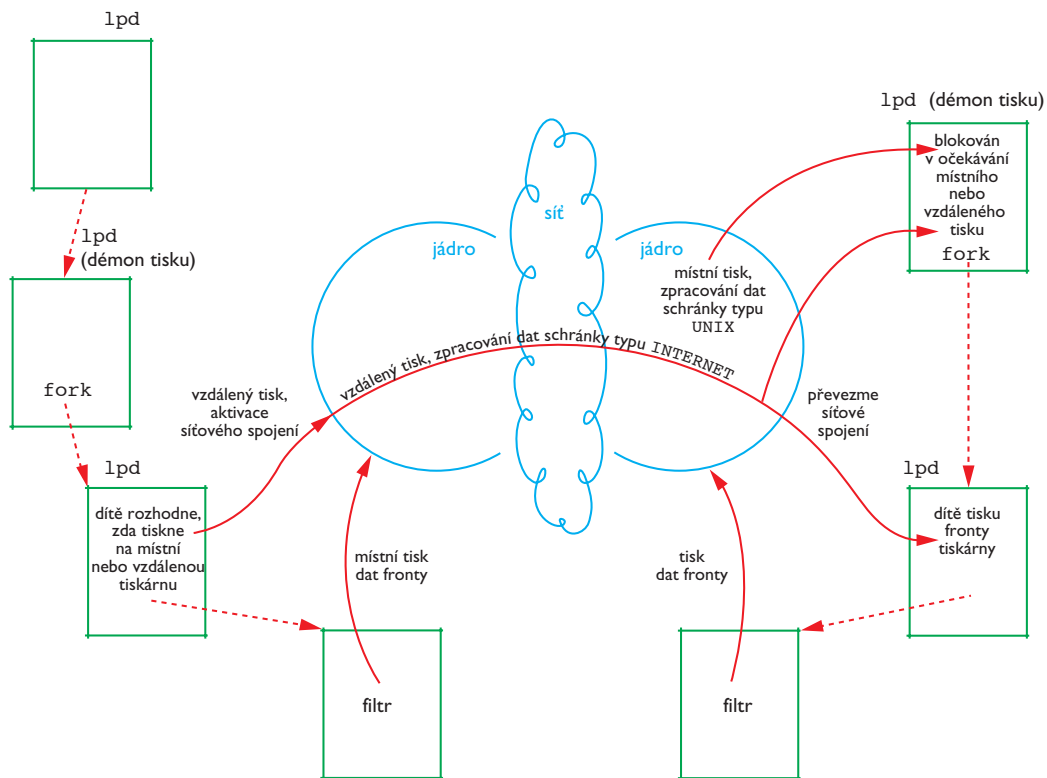 lpd
lpd
(démon tisku)
fork
lpd
dítě rozhodne,
zda tiskne
na místní
nebo vzdálenou
tiskárnu
vzdálený tisk,
aktivace
síťového spojení
jádro
síť
jádro
vzdálený tisk, zpracování dat schránky typu INTERNET
místní tisk,
zpracování dat
schránky typu
UNIX
místní tisk
dat fronty
filtr
tisk
dat fronty
filtr
lpd (démon tisku)
blokován
v očekávání
místního
nebo
vzdáleného
tisku
fork
převezme
síťové
spojení
lpd
dítě tisku
fronty
tiskárny